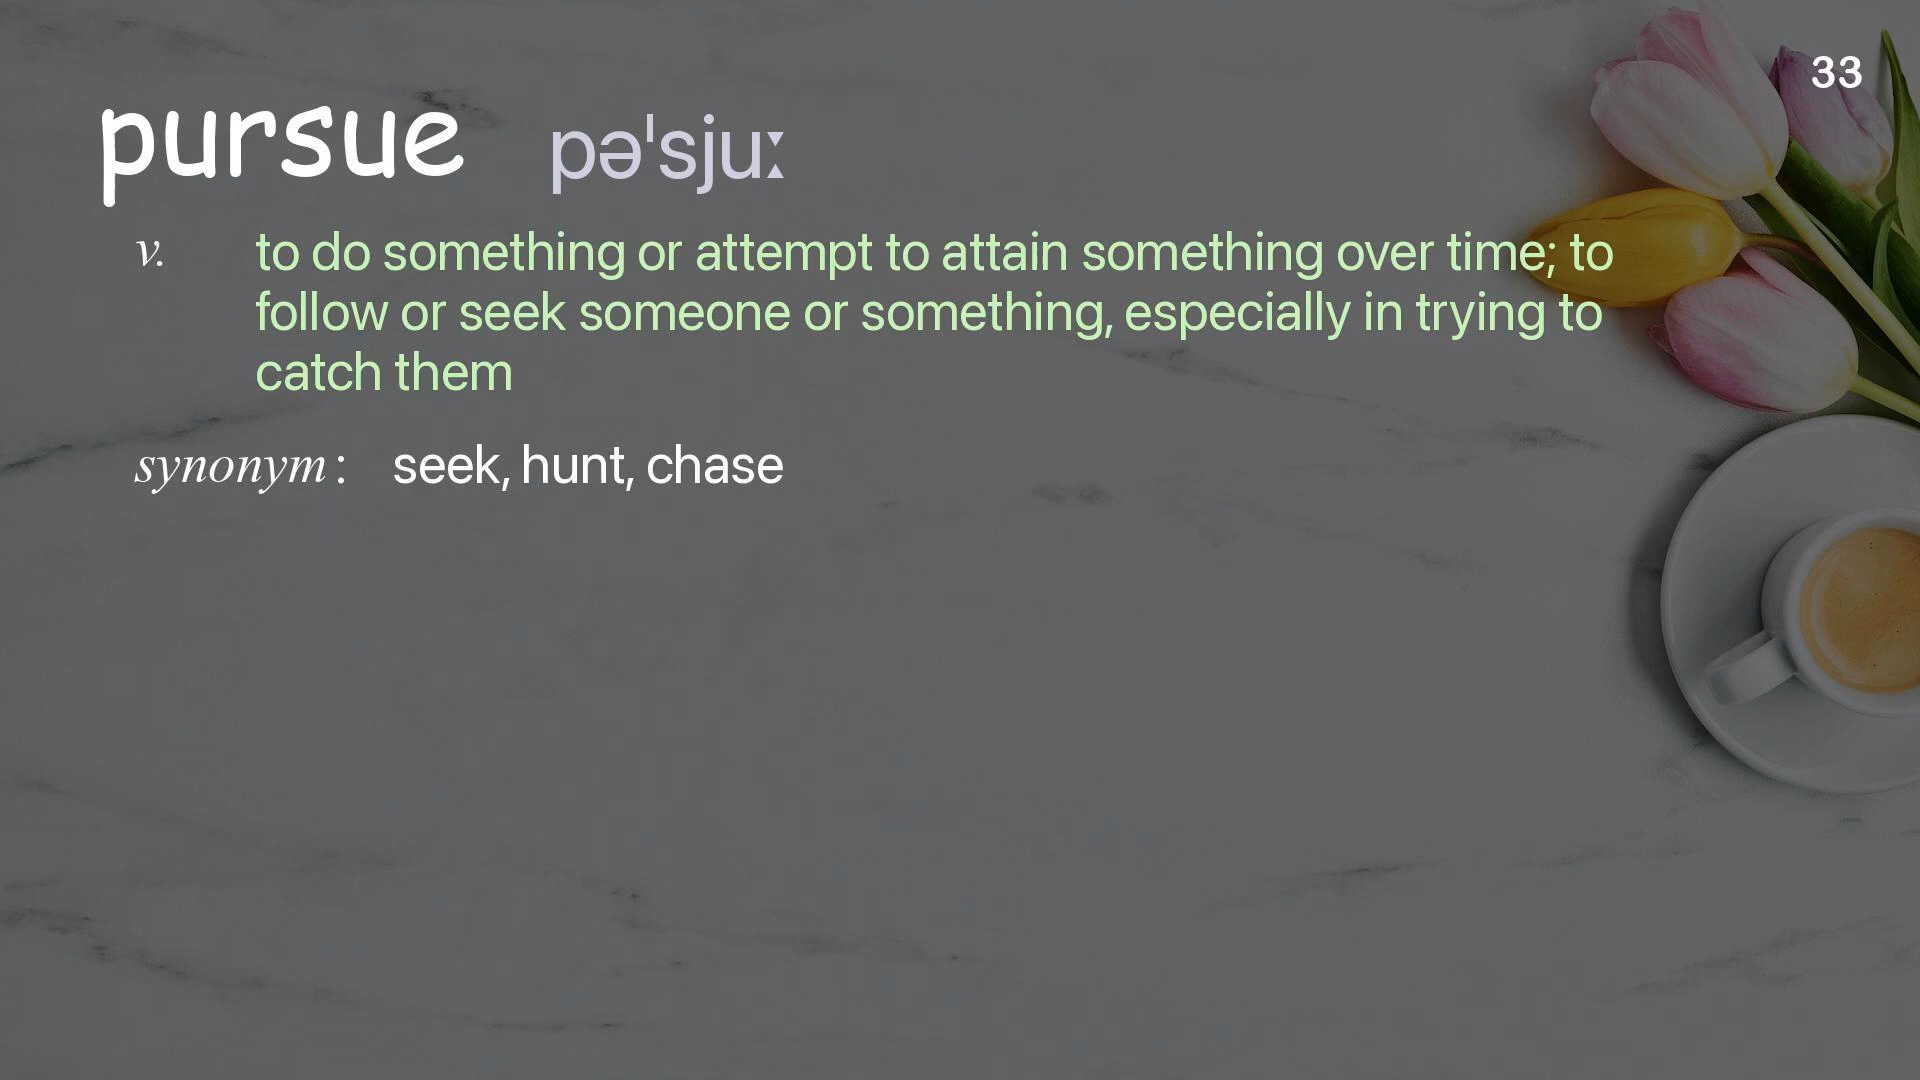 33
pursue pəˈsjuː
v. to do something or attempt to attain something over time; to
follow or seek someone or something, especially in trying to
catch them
synonym : seek, hunt, chase